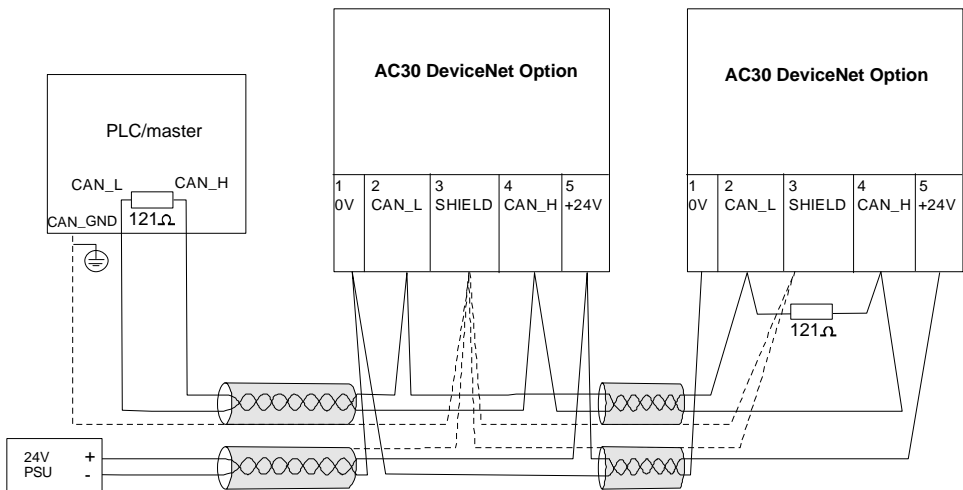 AC30 DeviceNet Option
AC30 DeviceNet Option
PLC/master
CAN_L
CAN_H
121Ω
CAN_GND
1 2 3 4 5
0V CAN_L SHIELD CAN_H +24V
1 2 3 4 5
0V CAN_L SHIELD CAN_H +24V
121Ω
24V +
PSU -